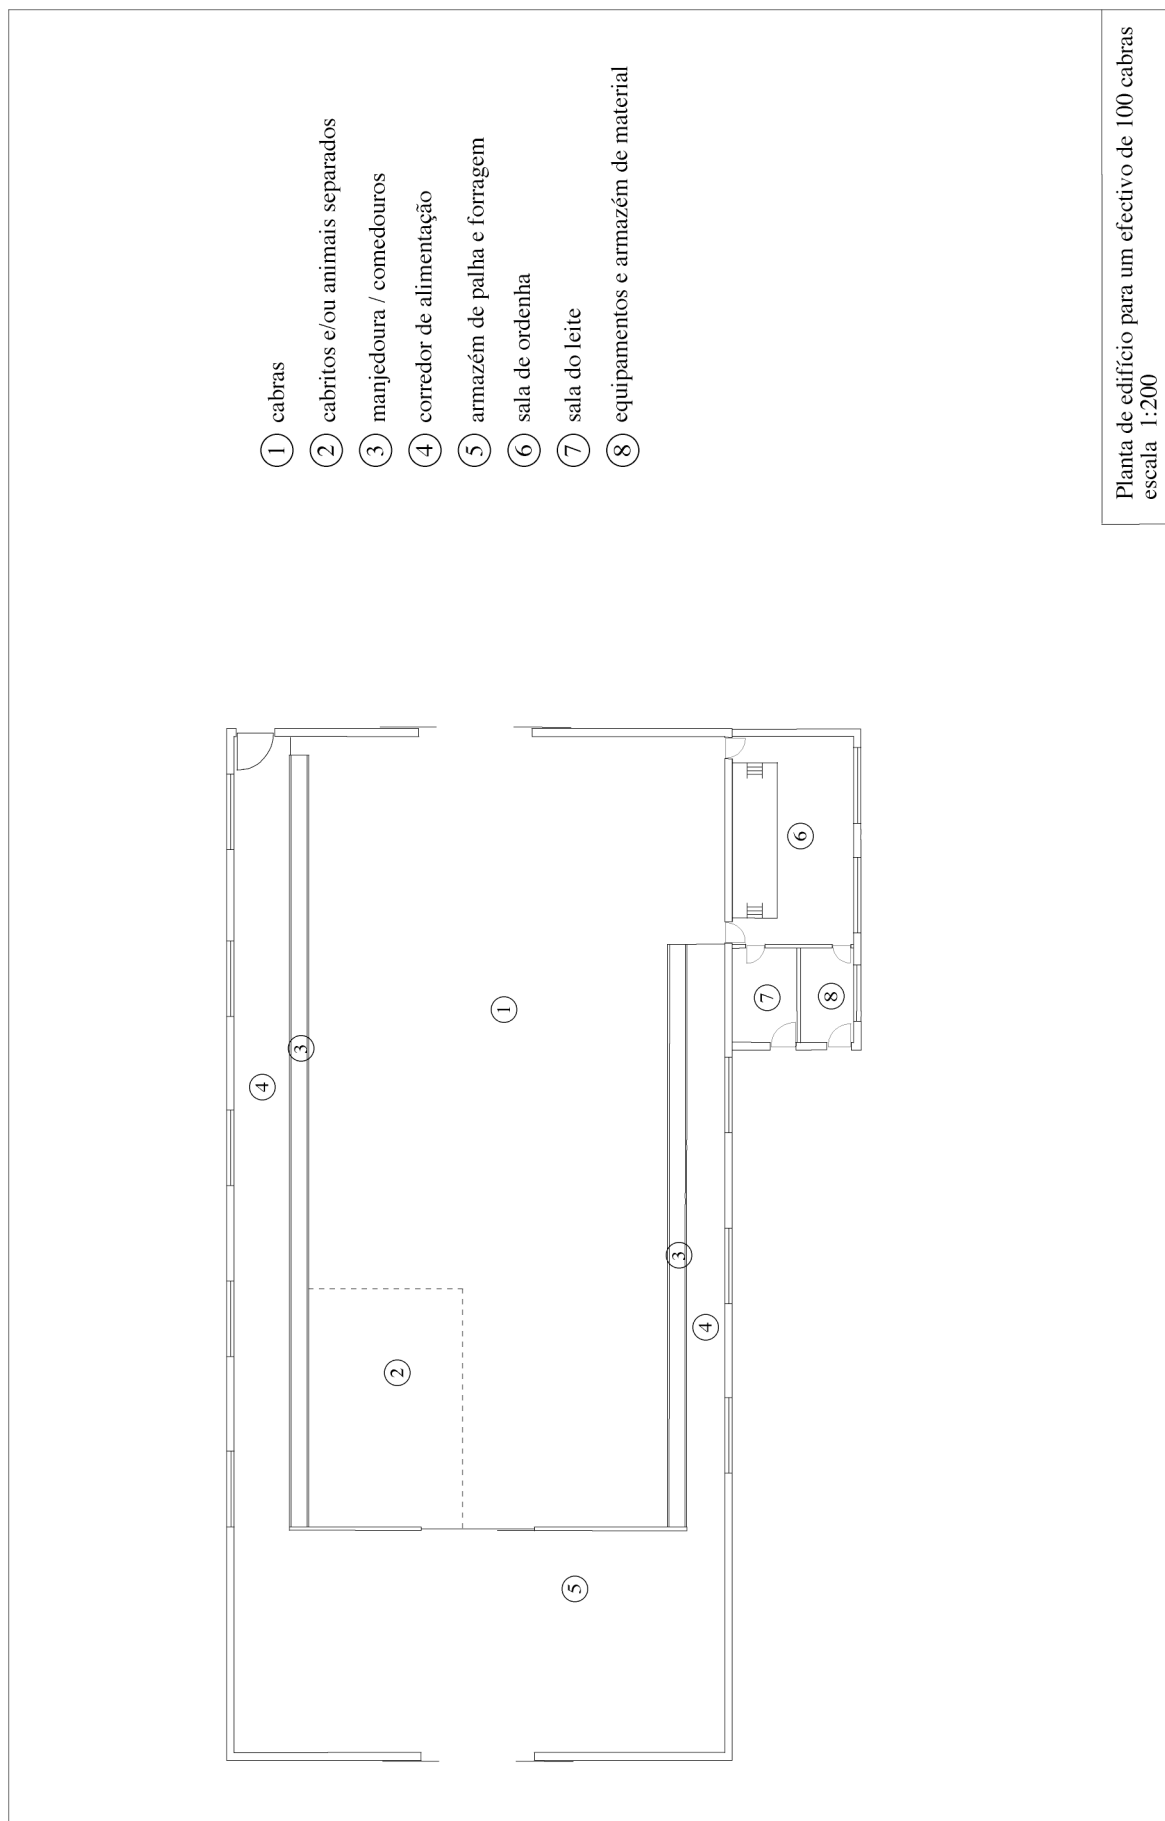 ① cabras
② cabritos e/ou animais separados
③ manjedoura / comedouros
④ corredor de alimentação
⑤ armazém de palha e forragem
⑥ sala de ordenha
⑦ sala do leite
⑧ equipamentos e armazém de material
④
③
②
①
⑤
③
④
⑥
⑦
⑧
Planta de edifício para um efectivo de 100 cabras
escala 1:200